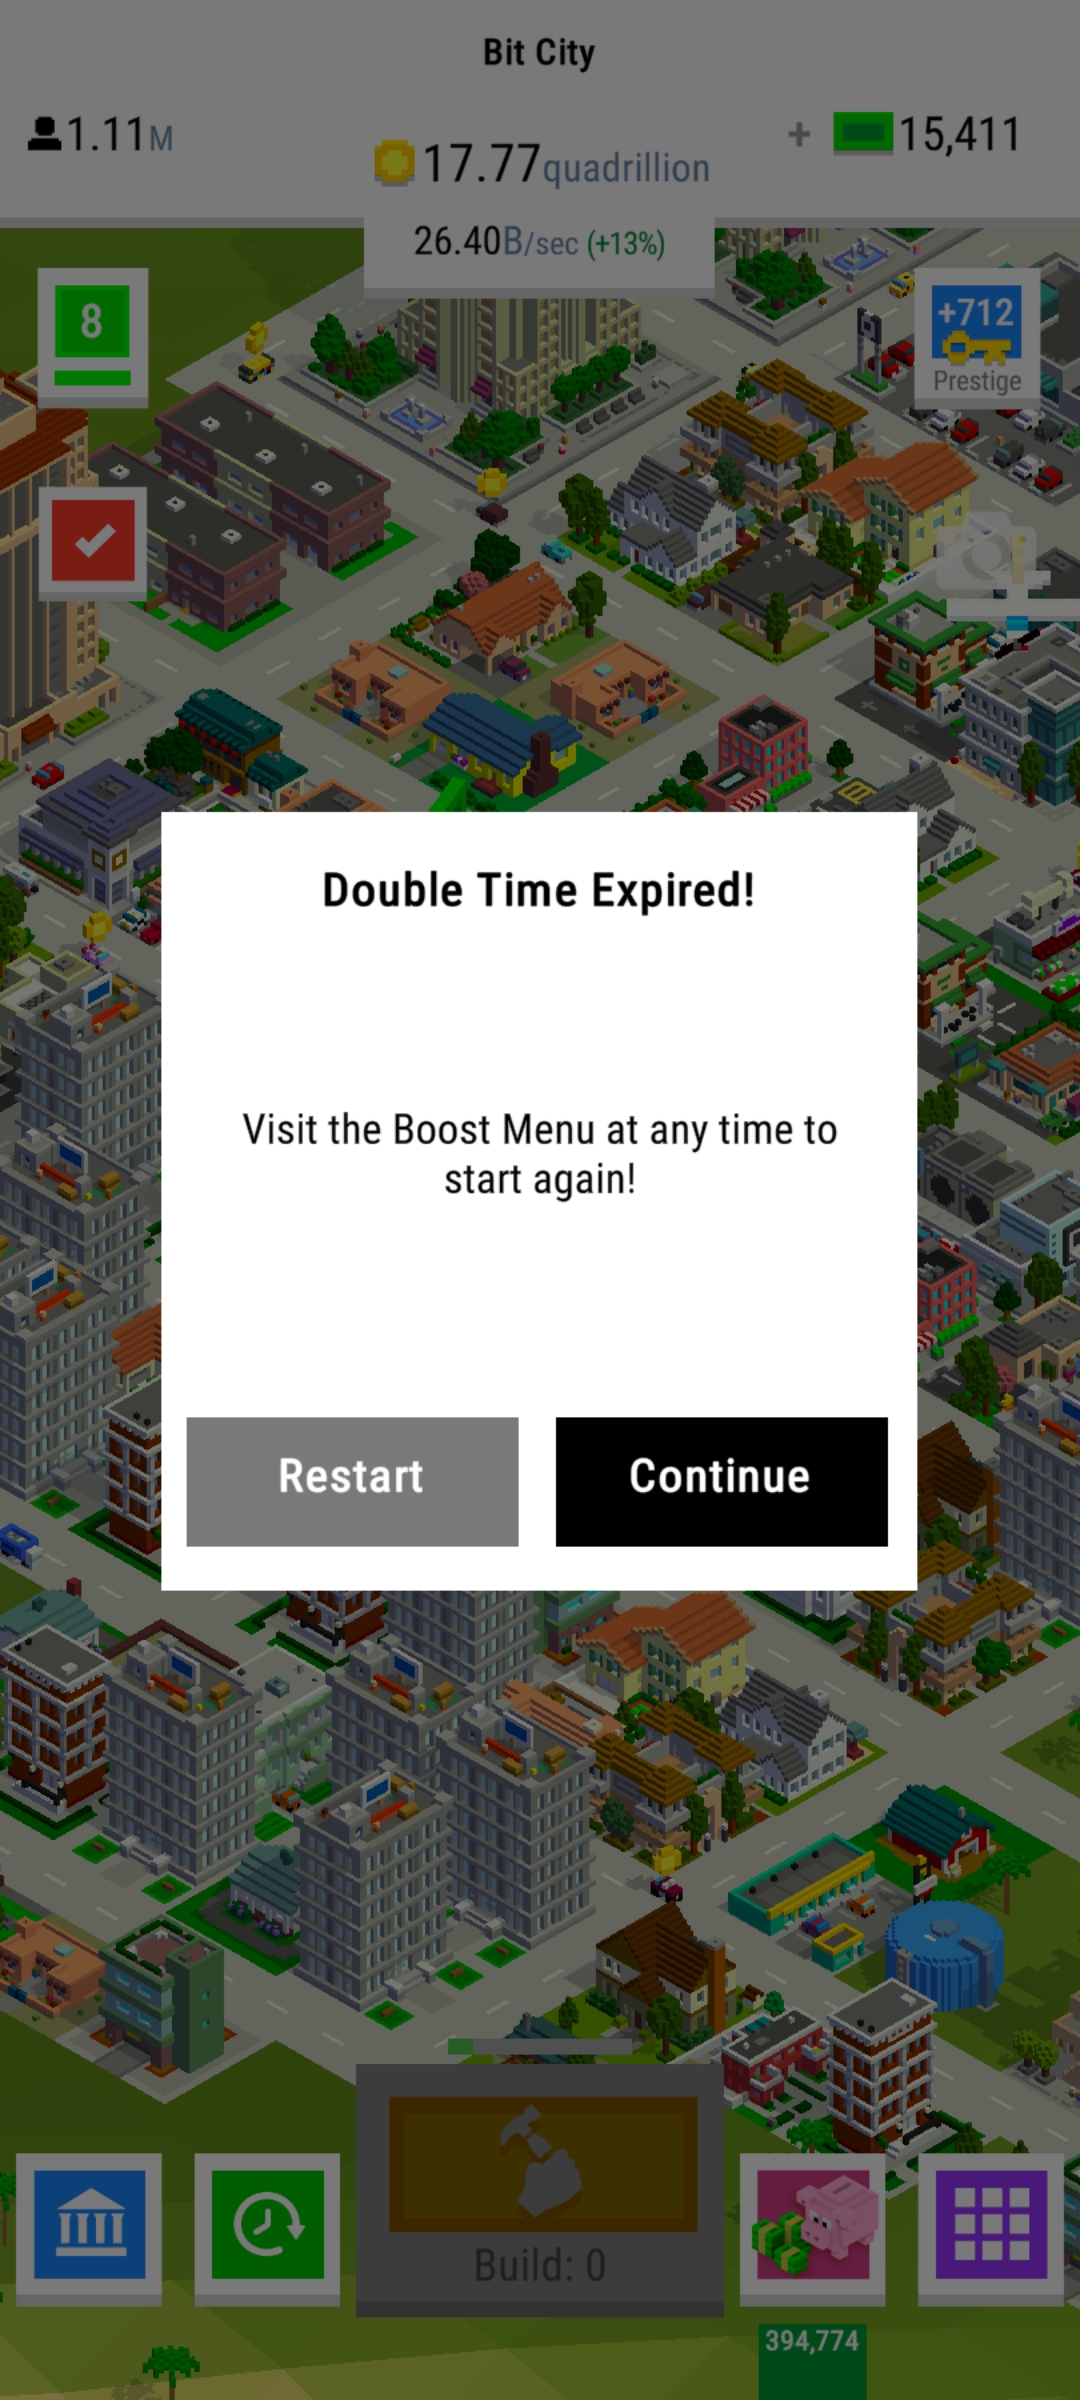 Bit City
1.11M
17.77quadrillion
+ 15,411
26.40B/sec (+13%)
8
+712
Prestige
Double Time Expired!
Visit the Boost Menu at any time to
start again!
Restart
Continue
Build: 0
394,774